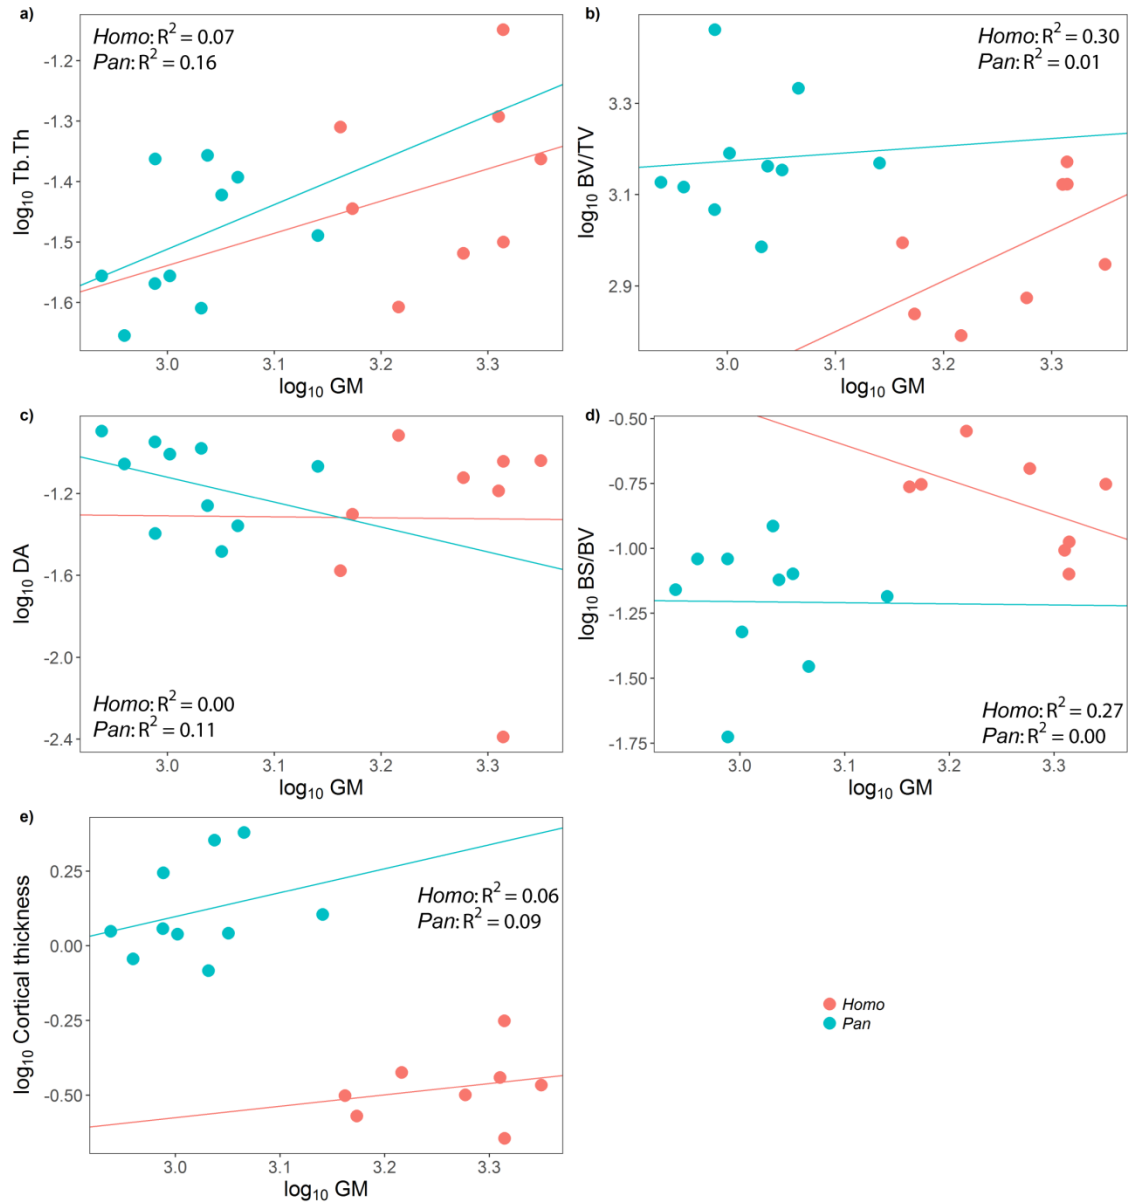 a)
Homo: R² = 0.07
Pan: R² = 0.16
-1.2
-1.3
-1.4
-1.5
-1.6
log₁₀ Tb.Th
3.0 3.1 3.2 3.3
log₁₀ GM
b)
Homo: R² = 0.30
Pan: R² = 0.01
3.3
3.1
2.9
log₁₀ BV/TV
3.0 3.1 3.2 3.3
log₁₀ GM
c)
-1.2
-1.6
-2.0
-2.4
log₁₀ DA
Homo: R² = 0.00
Pan: R² = 0.11
3.0 3.1 3.2 3.3
log₁₀ GM
d)
-0.50
-0.75
-1.00
-1.25
-1.50
-1.75
log₁₀ BS/BV
Homo: R² = 0.27
Pan: R² = 0.00
3.0 3.1 3.2 3.3
log₁₀ GM
e)
0.25
0.00
-0.25
-0.50
log₁₀ Cortical thickness
Homo: R² = 0.06
Pan: R² = 0.09
3.0 3.1 3.2 3.3
log₁₀ GM
Homo
Pan